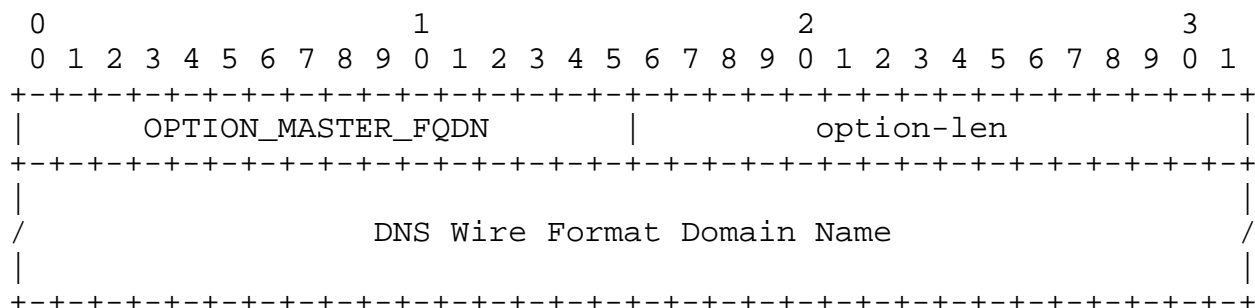 0                   1                   2                   3
 0 1 2 3 4 5 6 7 8 9 0 1 2 3 4 5 6 7 8 9 0 1 2 3 4 5 6 7 8 9 0 1
+-+-+-+-+-+-+-+-+-+-+-+-+-+-+-+-+-+-+-+-+-+-+-+-+-+-+-+-+-+-+-+-+
|      OPTION_MASTER_FQDN       |         option-len            |
+-+-+-+-+-+-+-+-+-+-+-+-+-+-+-+-+-+-+-+-+-+-+-+-+-+-+-+-+-+-+-+-+
|                                                               |
/                  DNS Wire Format Domain Name                  /
|                                                               |
+-+-+-+-+-+-+-+-+-+-+-+-+-+-+-+-+-+-+-+-+-+-+-+-+-+-+-+-+-+-+-+-+